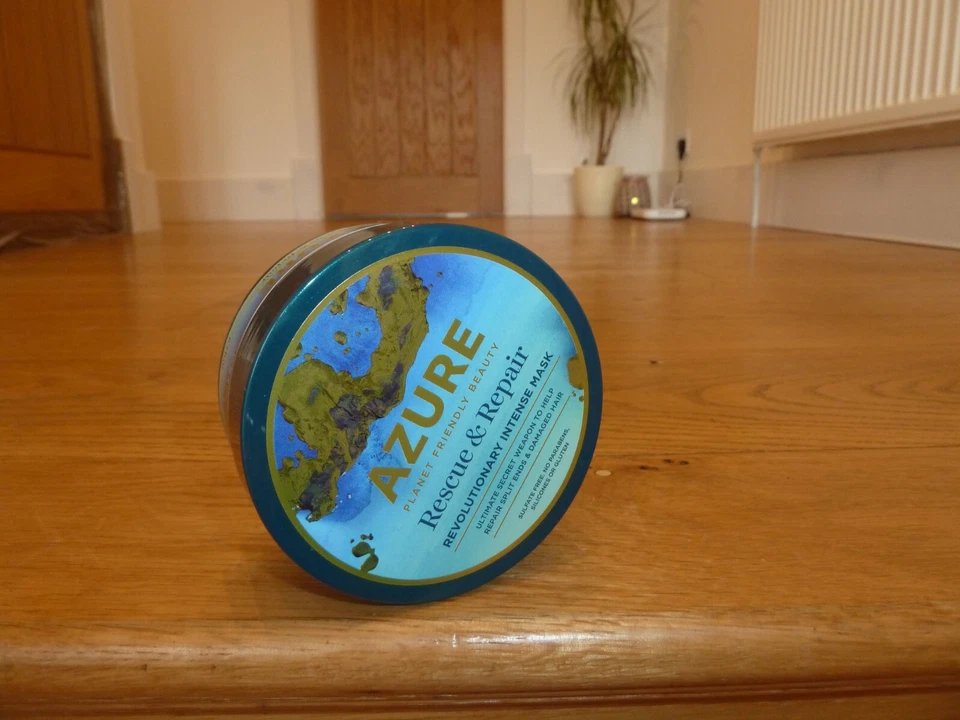 AZURE
PLANET FRIENDLY BEAUTY
Rescue & Repair
REVOLUTIONARY INTENSE MASK
ULTIMATE SECRET WEAPON TO HELP
REPAIR SPLIT ENDS & DAMAGED HAIR
SULFATE FREE, NO PARABENS,
SILICONES OR GLUTEN